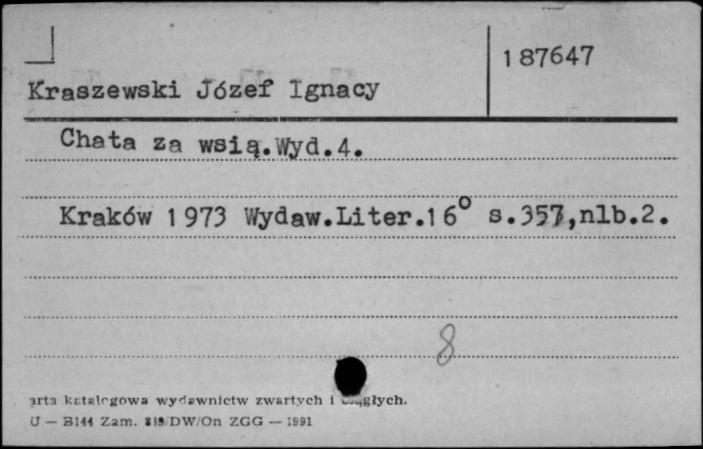 187647
Kraszewski Józef Ignacy
Chata za wsią.Wyd.4.
Kraków 1973 Wydaw.Liter.16° s.357,nlb.2.
8
arta katalogowa wydawnictw zwartych i ciągłych.
U — B144 Zam. DW/On ZGG — 1991